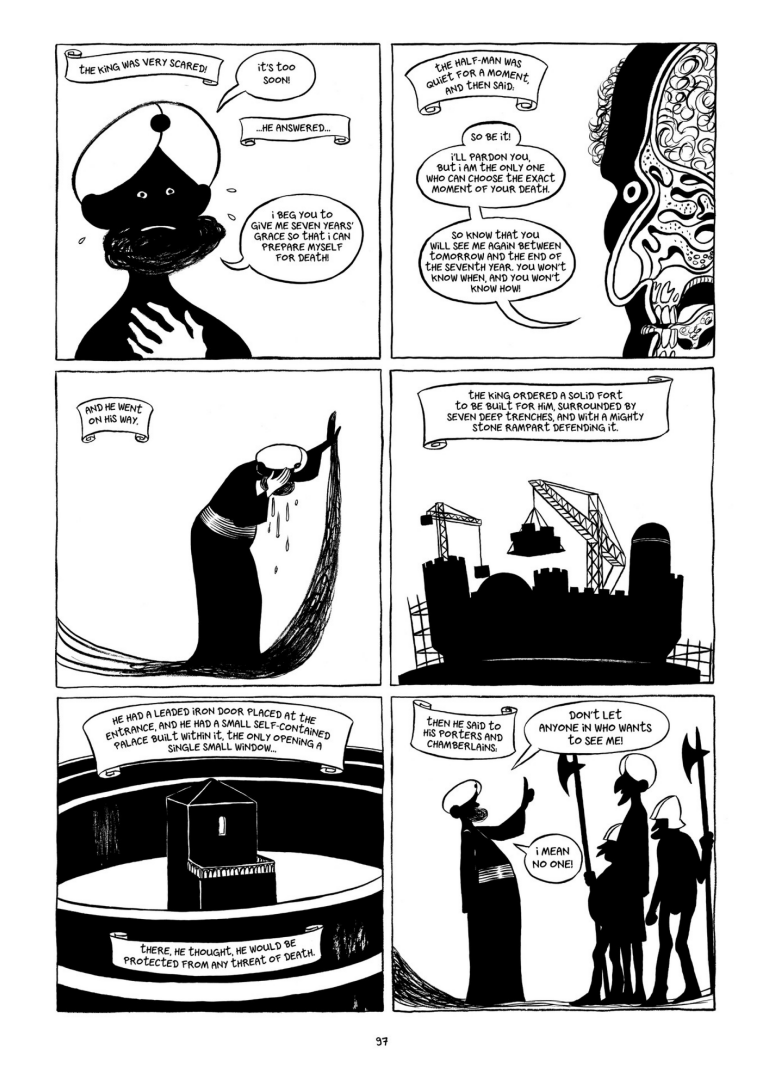 THE KING WAS VERY SCARED!
IT'S TOO
SOON!
...HE ANSWERED...
I BEG YOU TO
GIVE ME SEVEN YEARS'
GRACE SO THAT I CAN
PREPARE MYSELF
FOR DEATH!
THE HALF-MAN WAS
QUIET FOR A MOMENT,
AND THEN SAID:
SO BE IT!
I'LL PARDON YOU,
BUT I AM THE ONLY ONE
WHO CAN CHOOSE THE EXACT
MOMENT OF YOUR DEATH.
SO KNOW THAT YOU
WILL SEE ME AGAIN BETWEEN
TOMORROW AND THE END OF
THE SEVENTH YEAR. YOU WON'T
KNOW WHEN, AND YOU WON'T
KNOW HOW!
AND HE WENT
ON HIS WAY.
THE KING ORDERED A SOLID FORT
TO BE BUILT FOR HIM, SURROUNDED BY
SEVEN DEEP TRENCHES, AND WITH A MIGHTY
STONE RAMPART DEFENDING IT.
HE HAD A LEADED IRON DOOR PLACED AT THE
ENTRANCE, AND HE HAD A SMALL SELF-CONTAINED
PALACE BUILT WITHIN IT, THE ONLY OPENING A
SINGLE SMALL WINDOW...
THERE, HE THOUGHT, HE WOULD BE
PROTECTED FROM ANY THREAT OF DEATH.
THEN HE SAID TO
HIS PORTERS AND
CHAMBERLAINS:
DON'T LET
ANYONE IN WHO WANTS
TO SEE ME!
I MEAN
NO ONE!
97